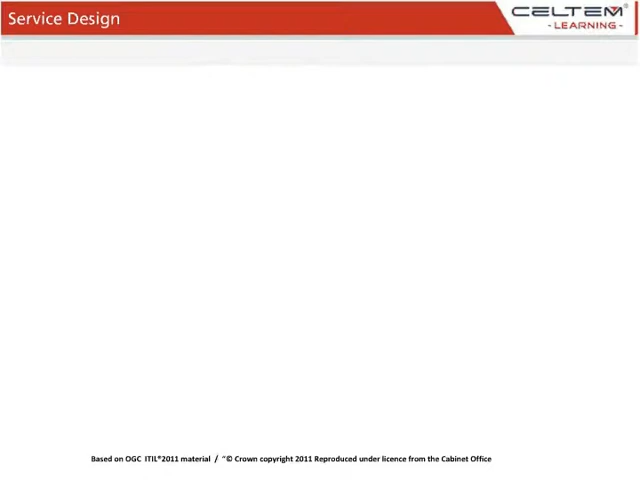 Service Design
CELTEM®
- LEARNING -
Based on OGC ITIL®2011 material / "© Crown copyright 2011 Reproduced under licence from the Cabinet Office